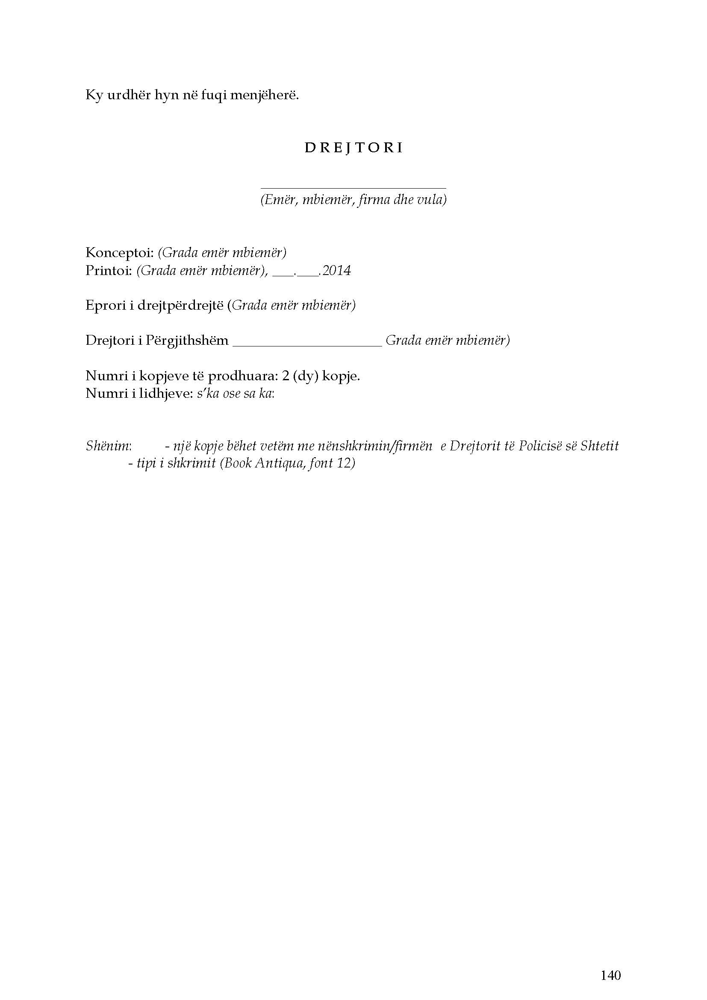 Ky urdhër hyn në fuqi menjëherë.
D R E J T O R I
__________________________
(Emër, mbiemër, firma dhe vula)
Konceptoi: (Grada emër mbiemër)
Printoi: (Grada emër mbiemër), ___.___.2014
Eprori i drejtpërdrejtë (Grada emër mbiemër)
Drejtori i Përgjithshëm _____________________ Grada emër mbiemër)
Numri i kopjeve të prodhuara: 2 (dy) kopje.
Numri i lidhjeve: s’ka ose sa ka:
Shënim: - një kopje bëhet vetëm me nënshkrimin/firmën e Drejtorit të Policisë së Shtetit
- tipi i shkrimit (Book Antiqua, font 12)
140